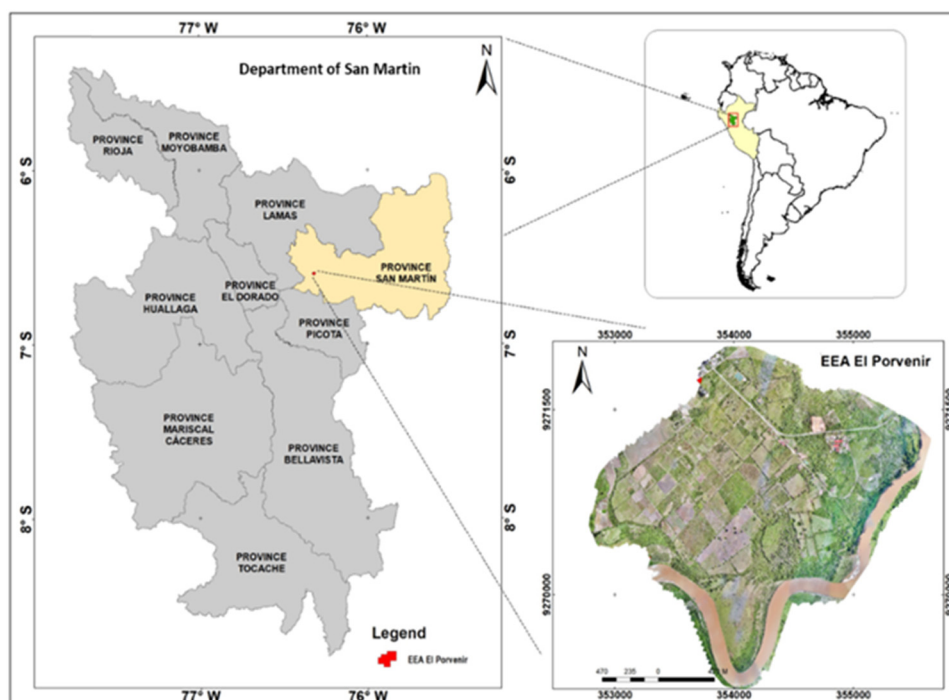 77° W 76° W
Department of San Martin
N
PROVINCE
RIOJA
PROVINCE
MOYOBAMBA
6° S 6° S
PROVINCE
LAMAS
PROVINCE
SAN MARTÍN
PROVINCE
EL DORADO
PROVINCE
HUALLAGA
PROVINCE
PICOTA
7° S 7° S
353000 354000 355000
N
EEA El Porvenir
9271500
PROVINCE
MARISCAL
CÁCERES
PROVINCE
BELLAVISTA
8° S 8° S
PROVINCE
TOCACHE
9270000
Legend
EEA El Porvenir
470 235 0
353000 354000 355000
77° W 76° W